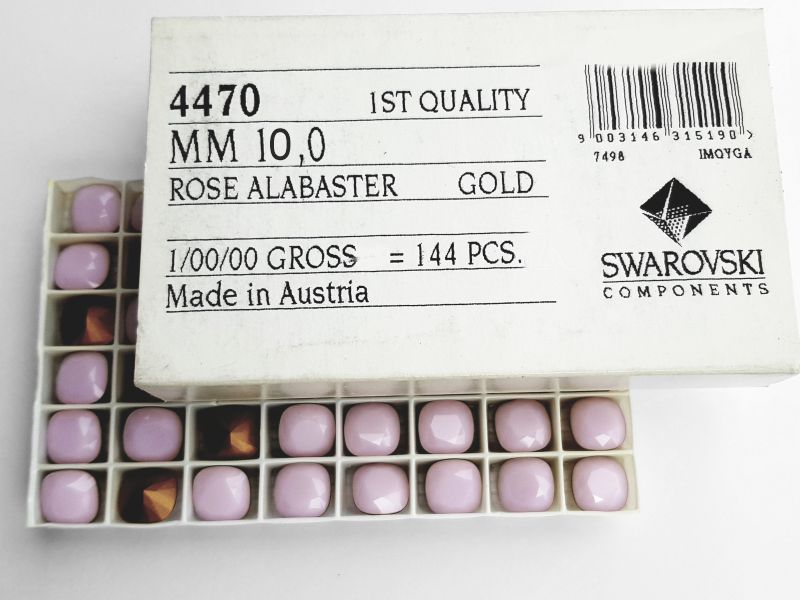 4470 1ST QUALITY
MM 10,0
ROSE ALABASTER GOLD
1/00/00 GROSS = 144 PCS.
Made in Austria
9 003146 315190 >
7498 IMQYGA
SWAROVSKI
COMPONENTS